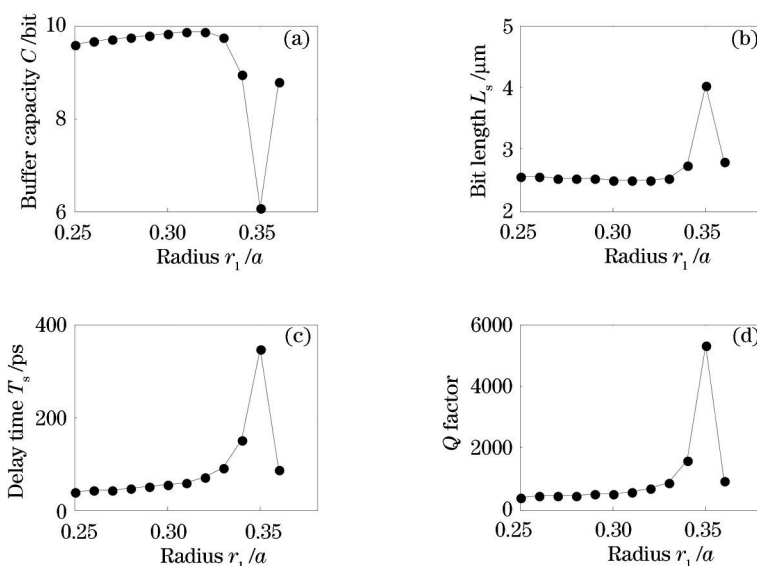 10
(a)
8
6
0.25
0.30
0.35
Buffer capacity C /bit
Radius r₁/a
5
(b)
4
3
2
0.25
0.30
0.35
Bit length Lₛ /μm
Radius r₁/a
400
(c)
200
0
0.25
0.30
0.35
Delay time Tₛ /ps
Radius r₁/a
6000
(d)
4000
2000
0
0.25
0.30
0.35
Q factor
Radius r₁/a